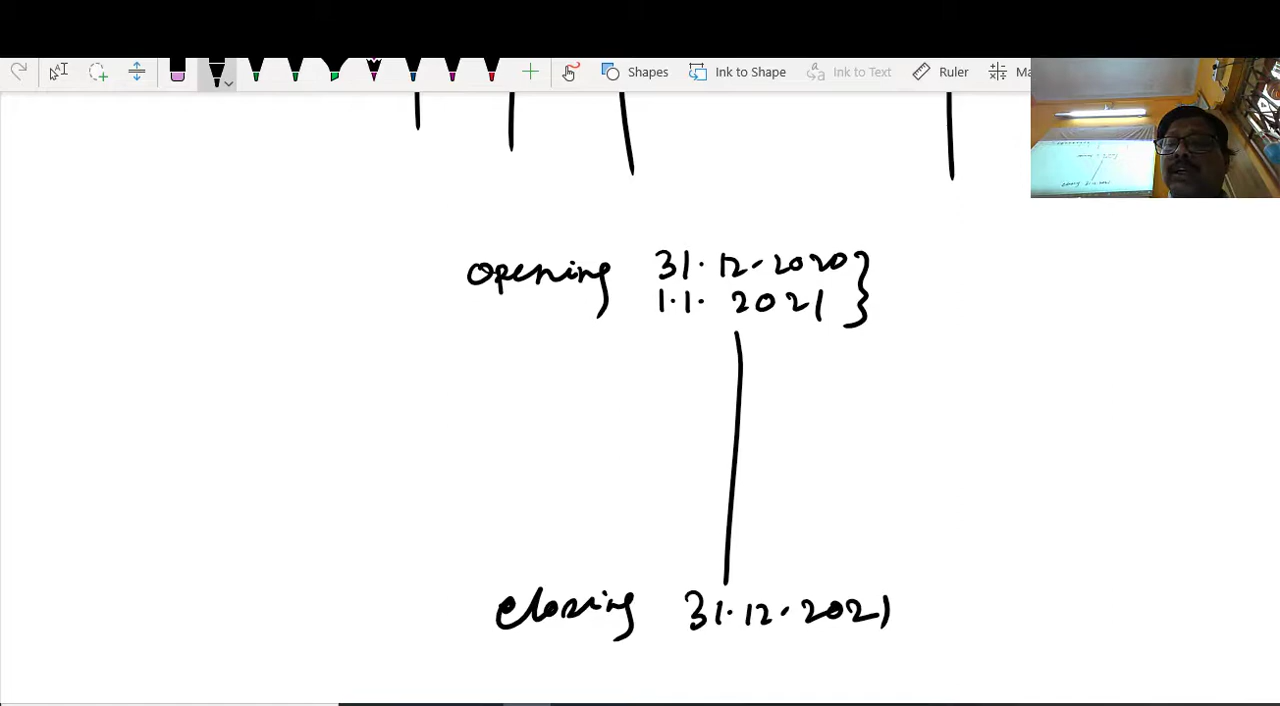 Shapes Ink to Shape Ink to Text Ruler Ma
Opening 31.12.2020}
1.1.2021}
Closing 31.12.2021